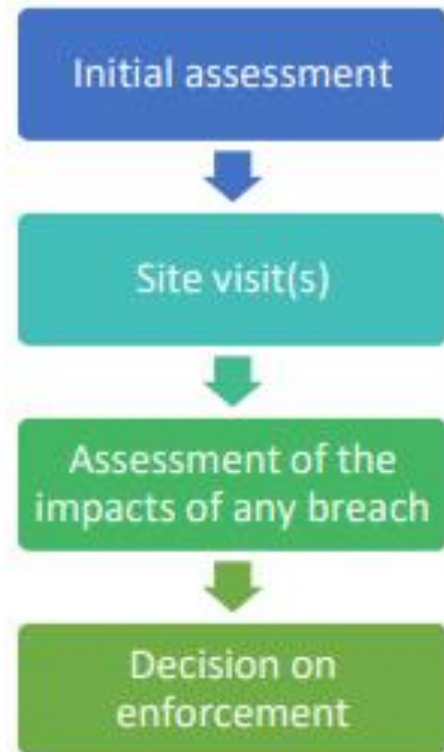 Initial assessment
Site visit(s)
Assessment of the
impacts of any breach
Decision on
enforcement